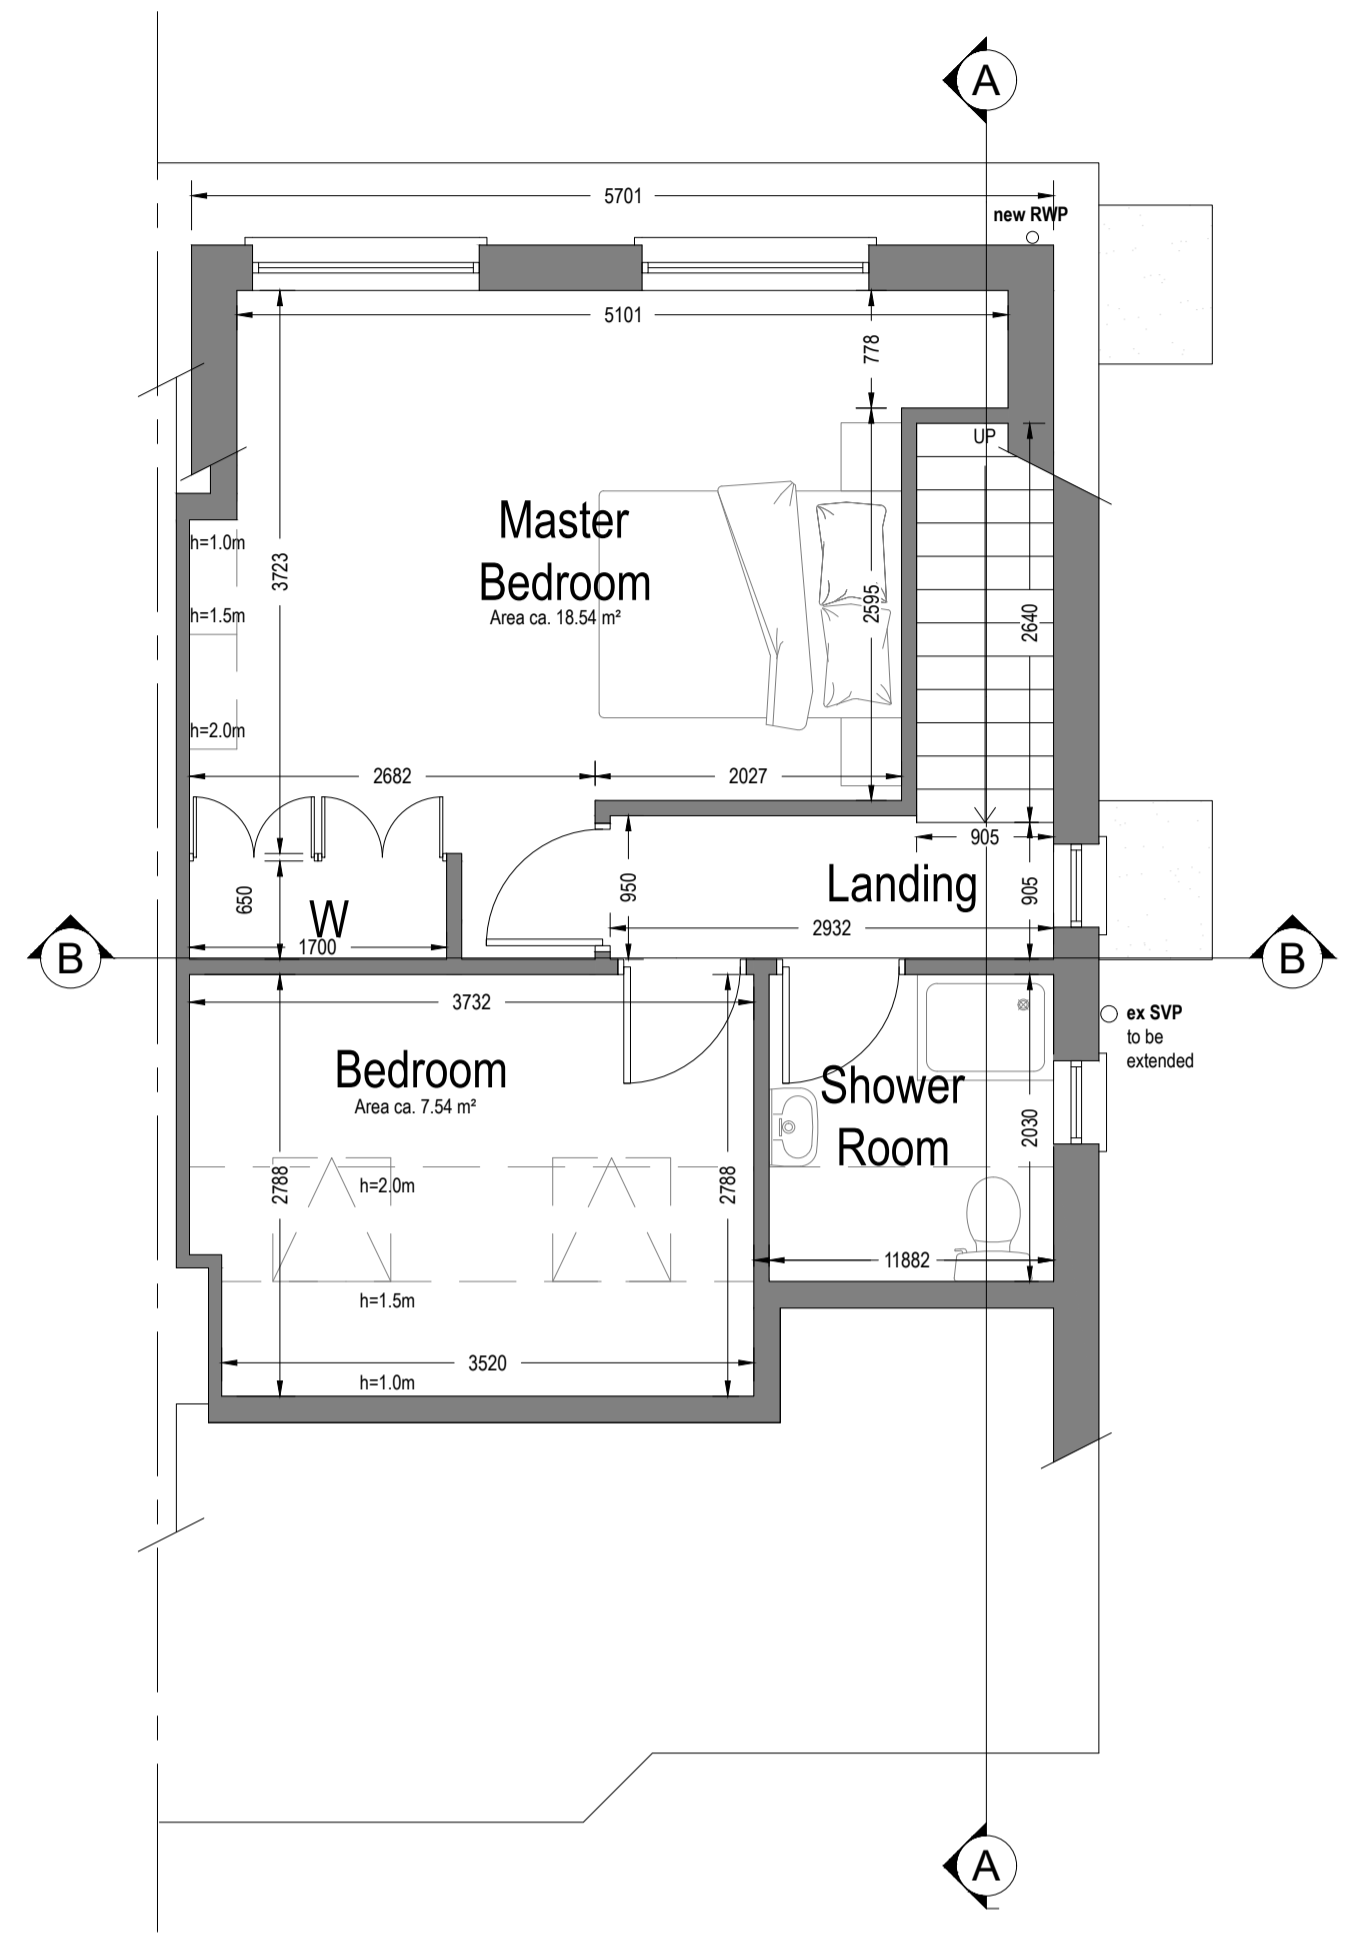 A
5701
new RWP
5101
778
UP
Master
Bedroom
Area ca. 18.54 m²
h=1.0m
3723
h=1.5m
2595
2640
h=2.0m
2682
2027
905
650
W
950
Landing
905
1700
2932
B
B
3732
ex SVP
to be
extended
Bedroom
Area ca. 7.54 m²
Shower
Room
2030
2788
h=2.0m
2788
11882
h=1.5m
3520
h=1.0m
A